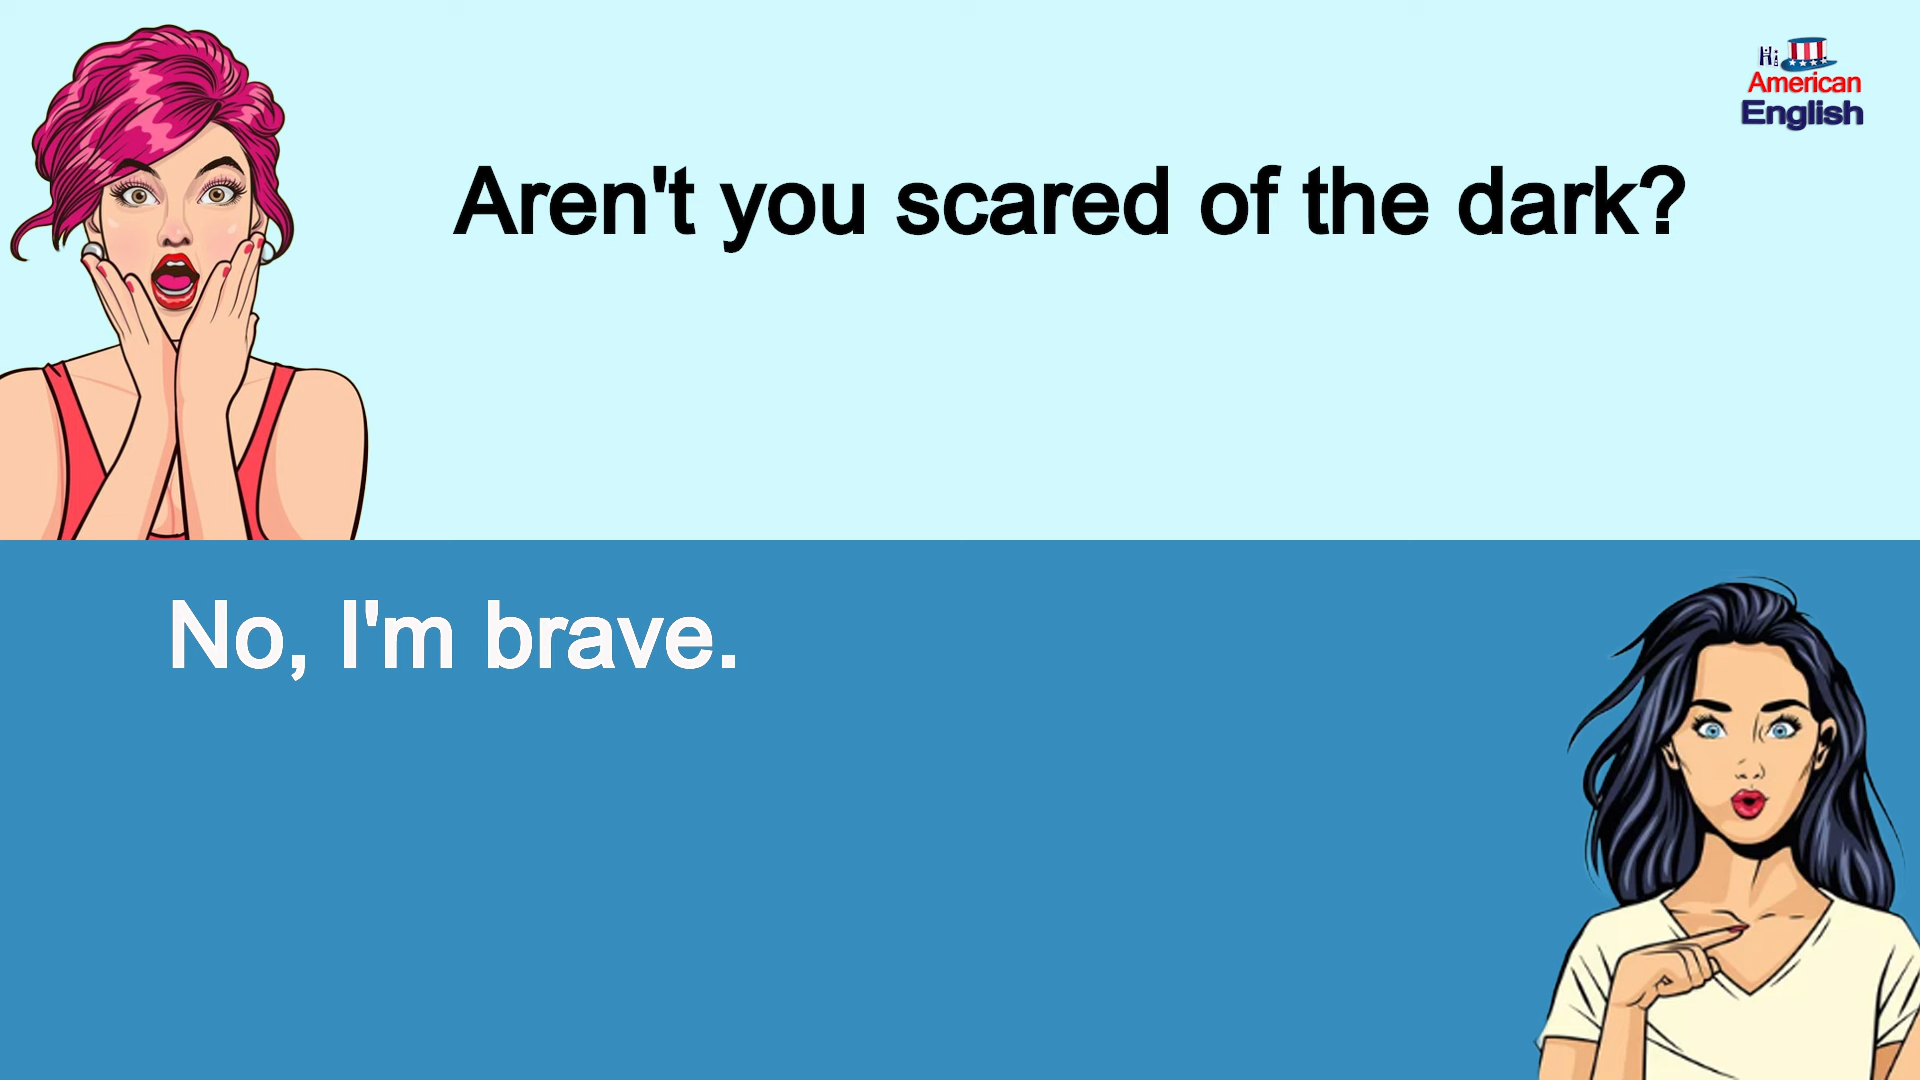 Hi
American
English
Aren't you scared of the dark?
No, I'm brave.